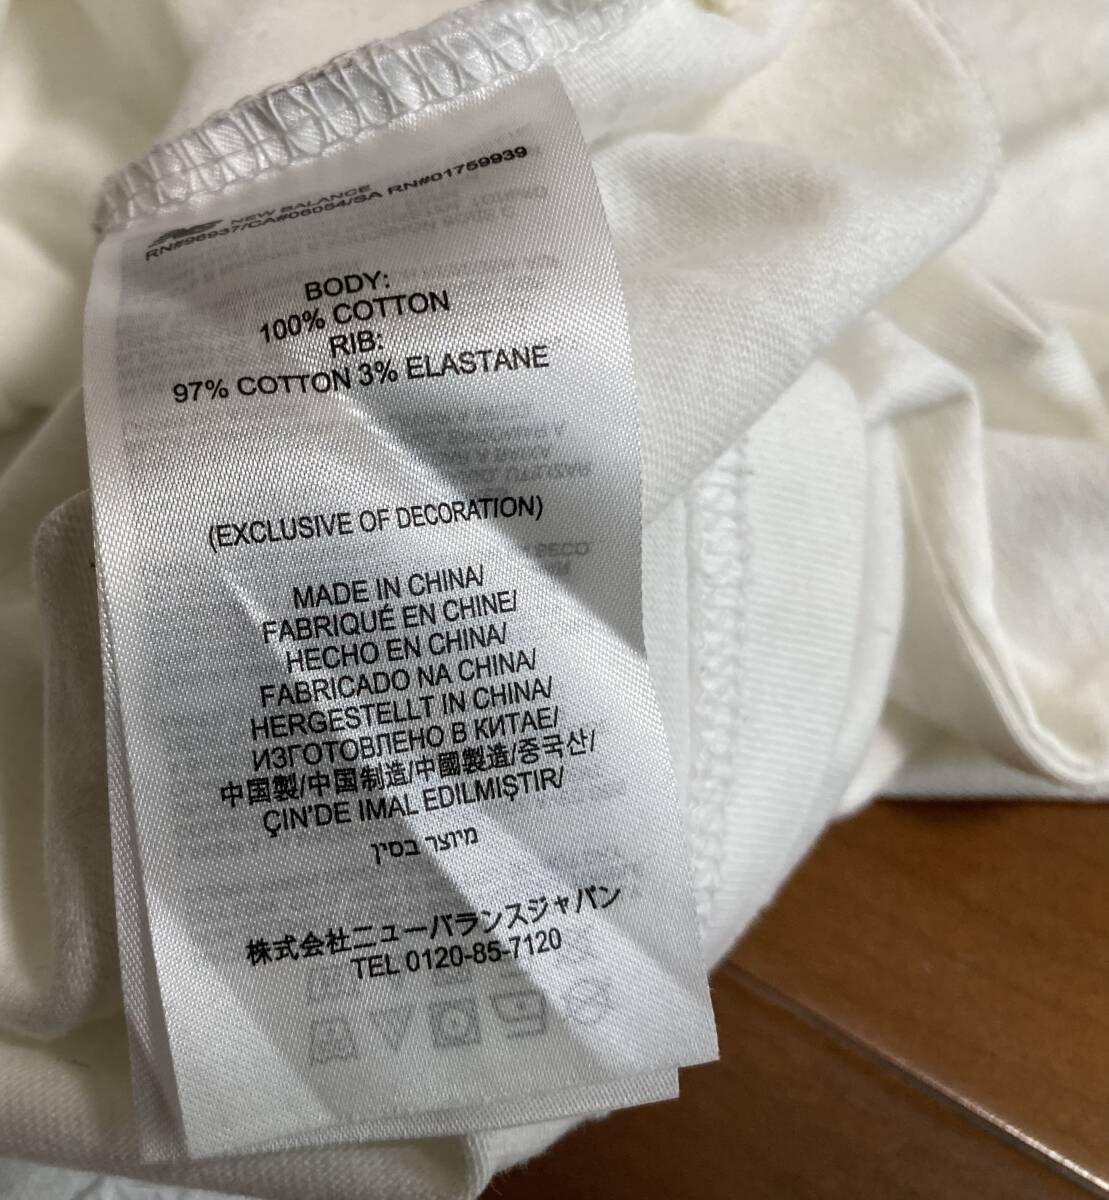 NEW BALANCE
RN#96937/CA#06054/SA RN#01759939
BODY:
100% COTTON
RIB:
97% COTTON 3% ELASTANE
(EXCLUSIVE OF DECORATION)
MADE IN CHINA/
FABRIQUÉ EN CHINE/
HECHO EN CHINA/
FABRICADO NA CHINA/
HERGESTELLT IN CHINA/
ИЗГОТОВЛЕНО В КИТАЕ/
中国製/中国制造/中國製造/중국산/
ÇIN'DE IMAL EDILMIŞTIR/
מיוצר בסין
株式会社ニューバランスジャパン
TEL 0120-85-7120